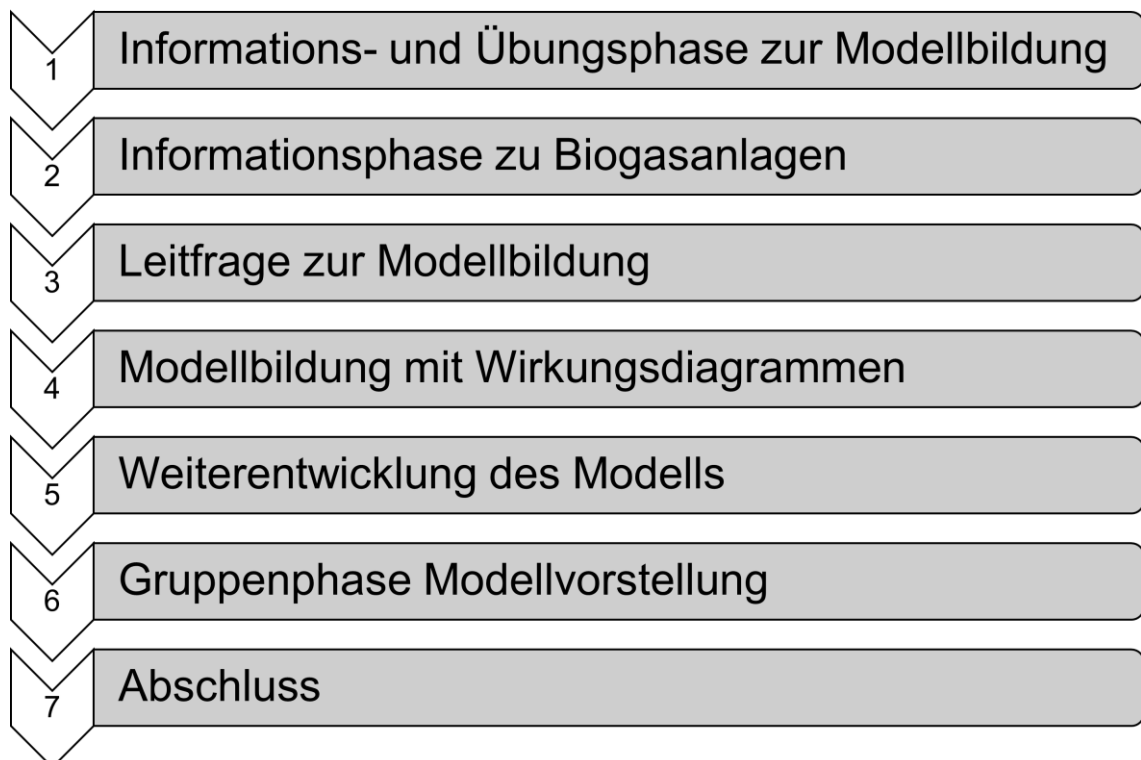 1 Informations- und Übungsphase zur Modellbildung
2 Informationsphase zu Biogasanlagen
3 Leitfrage zur Modellbildung
4 Modellbildung mit Wirkungsdiagrammen
5 Weiterentwicklung des Modells
6 Gruppenphase Modellvorstellung
7 Abschluss